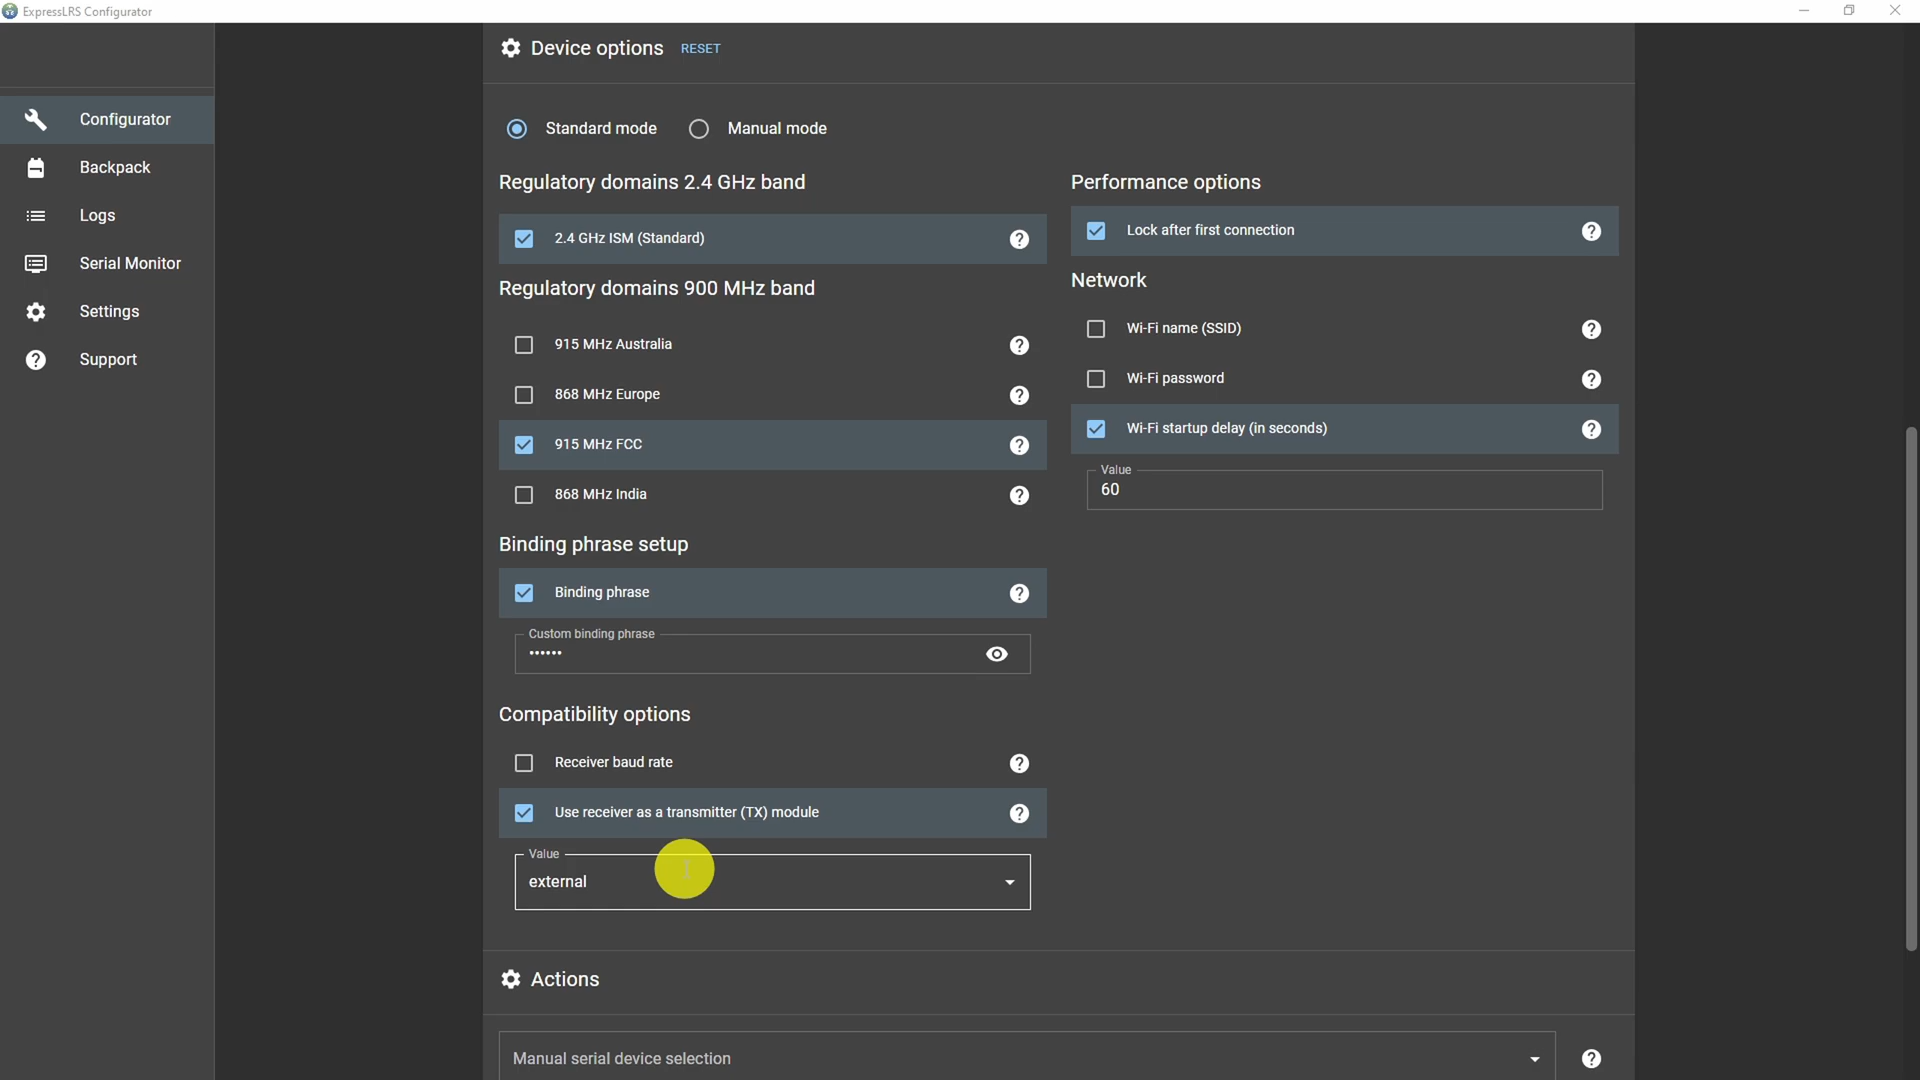 ExpressLRS Configurator
Device options RESET
Configurator
Backpack
Logs
Serial Monitor
Settings
Support
Standard mode
Manual mode
Regulatory domains 2.4 GHz band
2.4 GHz ISM (Standard)
Regulatory domains 900 MHz band
915 MHz Australia
868 MHz Europe
915 MHz FCC
868 MHz India
Binding phrase setup
Binding phrase
Custom binding phrase
••••••
Compatibility options
Receiver baud rate
Use receiver as a transmitter (TX) module
Value
external
Performance options
Lock after first connection
Network
Wi-Fi name (SSID)
Wi-Fi password
Wi-Fi startup delay (in seconds)
Value
60
Actions
Manual serial device selection